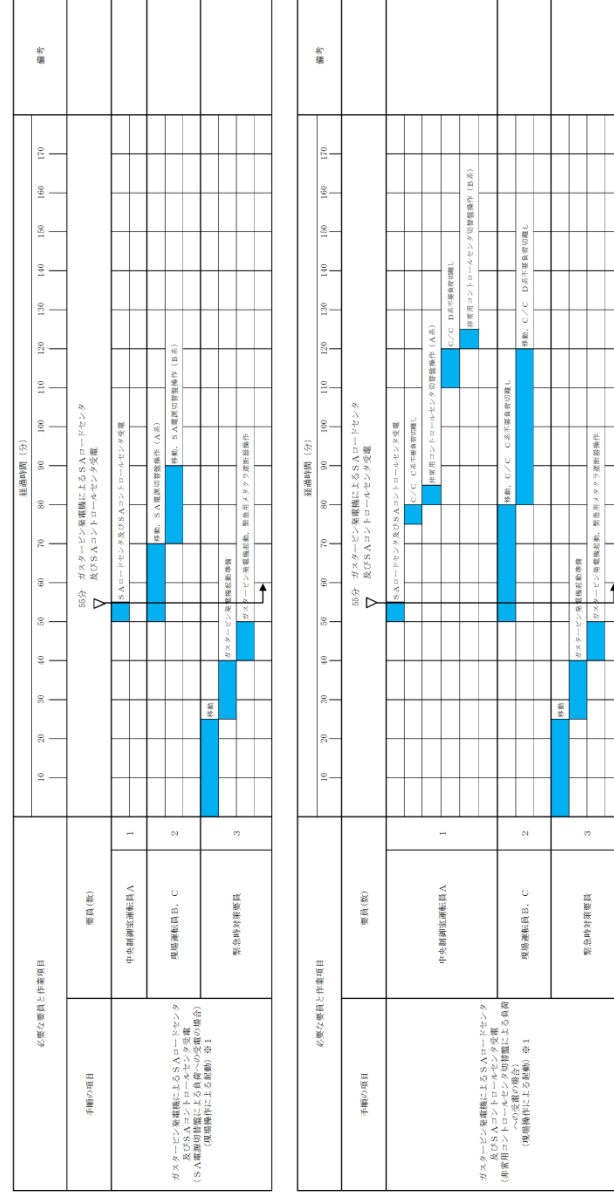 必要な要員と作業項目
経過時間(分)
備考
10 20 30 40 50 60 70 80 90 100 110 120 130 140 150 160 170
手順の項目
要員(数)
55分 ガスタービン発電機によるSAロードセンタ
及びSAコントロールセンタ受電
ガスタービン発電機によるSAロードセンタ
及びSAコントロールセンタ受電
(SA電源切替盤による負荷への受電の場合)
(現場操作による起動)※1
中央制御室運転員A
1
SAロードセンタ及びSAコントロールセンタ受電
現場運転員B,C
2
移動,SA電源切替盤操作(A系)
移動,SA電源切替盤操作(B系)
緊急時対策要員
3
移動
ガスタービン発電機起動準備
ガスタービン発電機起動,緊急用メタクラ遮断器操作
必要な要員と作業項目
経過時間(分)
備考
10 20 30 40 50 60 70 80 90 100 110 120 130 140 150 160 170
手順の項目
要員(数)
55分 ガスタービン発電機によるSAロードセンタ
及びSAコントロールセンタ受電
ガスタービン発電機によるSAロードセンタ
及びSAコントロールセンタ受電
(非常用コントロールセンタ切替盤による負荷
への受電の場合)
(現場操作による起動)※1
中央制御室運転員A
1
SAロードセンタ及びSAコントロールセンタ受電
C/C C系不要負荷切離し
非常用コントロールセンタ切替盤操作(A系)
C/C D系不要負荷切離し
非常用コントロールセンタ切替盤操作(B系)
現場運転員B,C
2
移動,C/C C系不要負荷切離し
移動,C/C D系不要負荷切離し
緊急時対策要員
3
移動
ガスタービン発電機起動準備
ガスタービン発電機起動,緊急用メタクラ遮断器操作